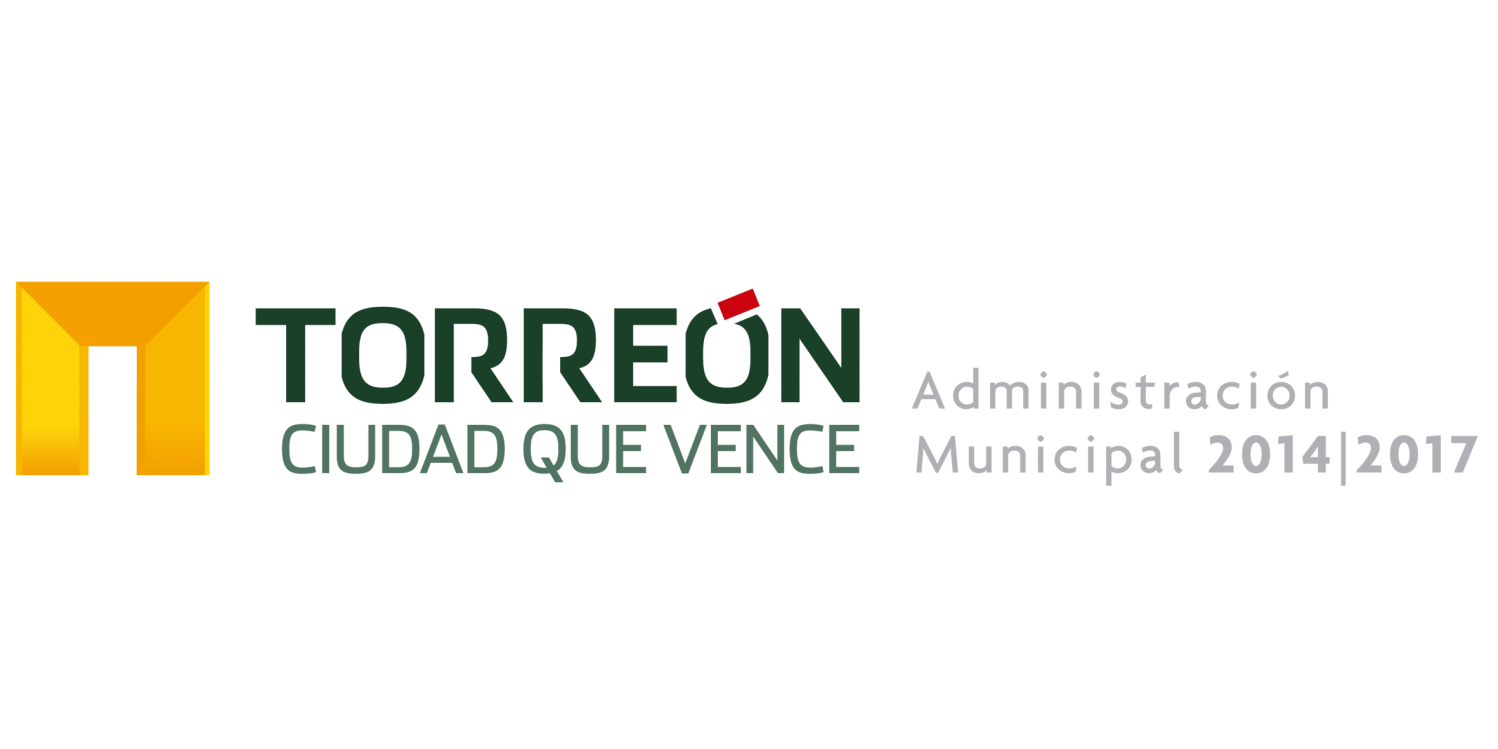 TORREÓN
CIUDAD QUE VENCE
Administración
Municipal 2014|2017